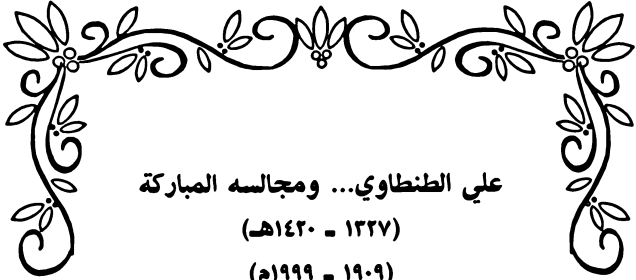 علي الطنطاوي... ومجالسه المباركة
(١٣٢٧ ـ ١٤٢٠هـ)
(١٩٠٩ ـ ١٩٩٩م)